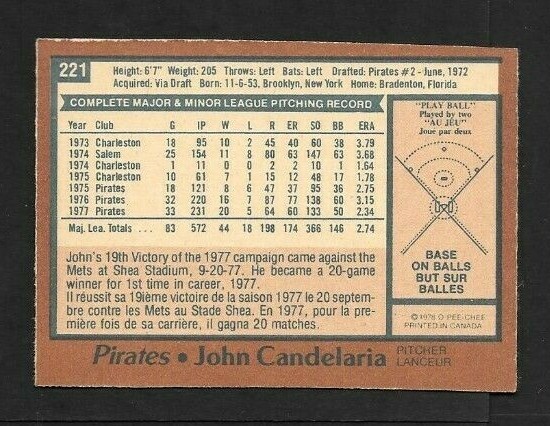 221
Height: 6'7" Weight: 205 Throws: Left Bats: Left Drafted: Pirates #2-June, 1972
Acquired: Via Draft Born: 11-6-53, Brooklyn, New York Home: Bradenton, Florida
COMPLETE MAJOR & MINOR LEAGUE PITCHING RECORD
Year Club G IP W L R ER SO BB ERA
1973 Charleston 18 95 10 2 45 40 60 38 3.79
1974 Salem 25 154 11 8 80 63 147 63 3.68
1974 Charleston 1 11 0 0 2 2 10 1 1.64
1975 Charleston 10 61 7 1 15 12 48 17 1.78
1975 Pirates 18 121 8 6 47 37 95 36 2.75
1976 Pirates 32 220 16 7 87 77 138 60 3.15
1977 Pirates 33 231 20 5 64 60 133 50 2.34
Maj. Lea. Totals ... 83 572 44 18 198 174 366 146 2.74
John's 19th Victory of the 1977 campaign came against the
Mets at Shea Stadium, 9-20-77. He became a 20-game
winner for 1st time in career, 1977.
Il réussit sa 19ième victoire de la saison 1977 le 20 septem-
bre contre les Mets au Stade Shea. En 1977, pour la pre-
mière fois de sa carrière, il gagna 20 matches.
"PLAY BALL"
Played by two
"AU JEU"
Joué par deux
BASE
ON BALLS
BUT SUR
BALLES
© 1978 O-PEE-CHEE
PRINTED IN CANADA
Pirates • John Candelaria PITCHER
LANCEUR